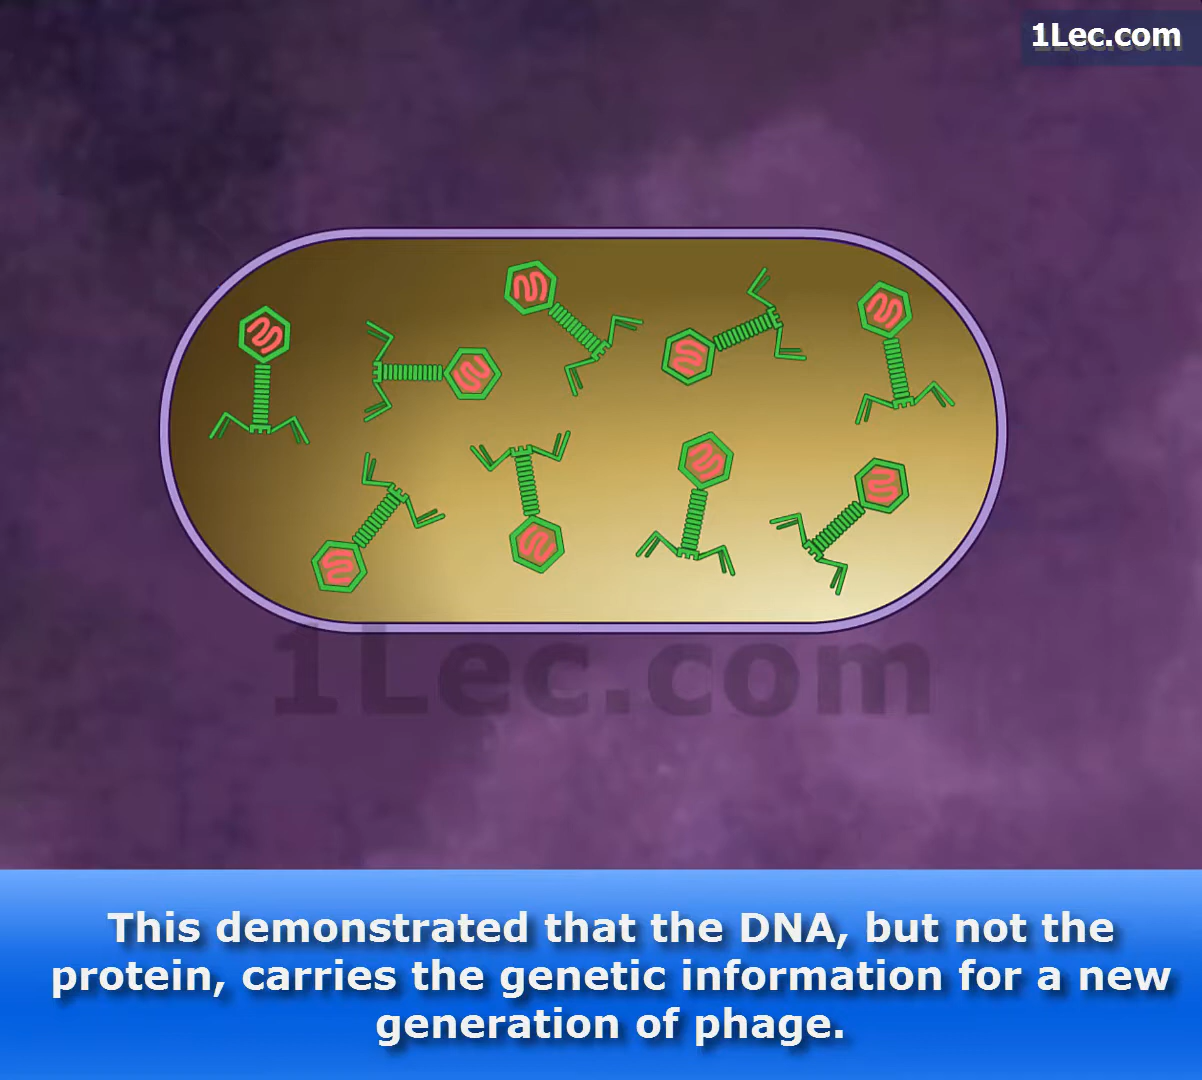 1Lec.com
1Lec.com
This demonstrated that the DNA, but not the
protein, carries the genetic information for a new
generation of phage.